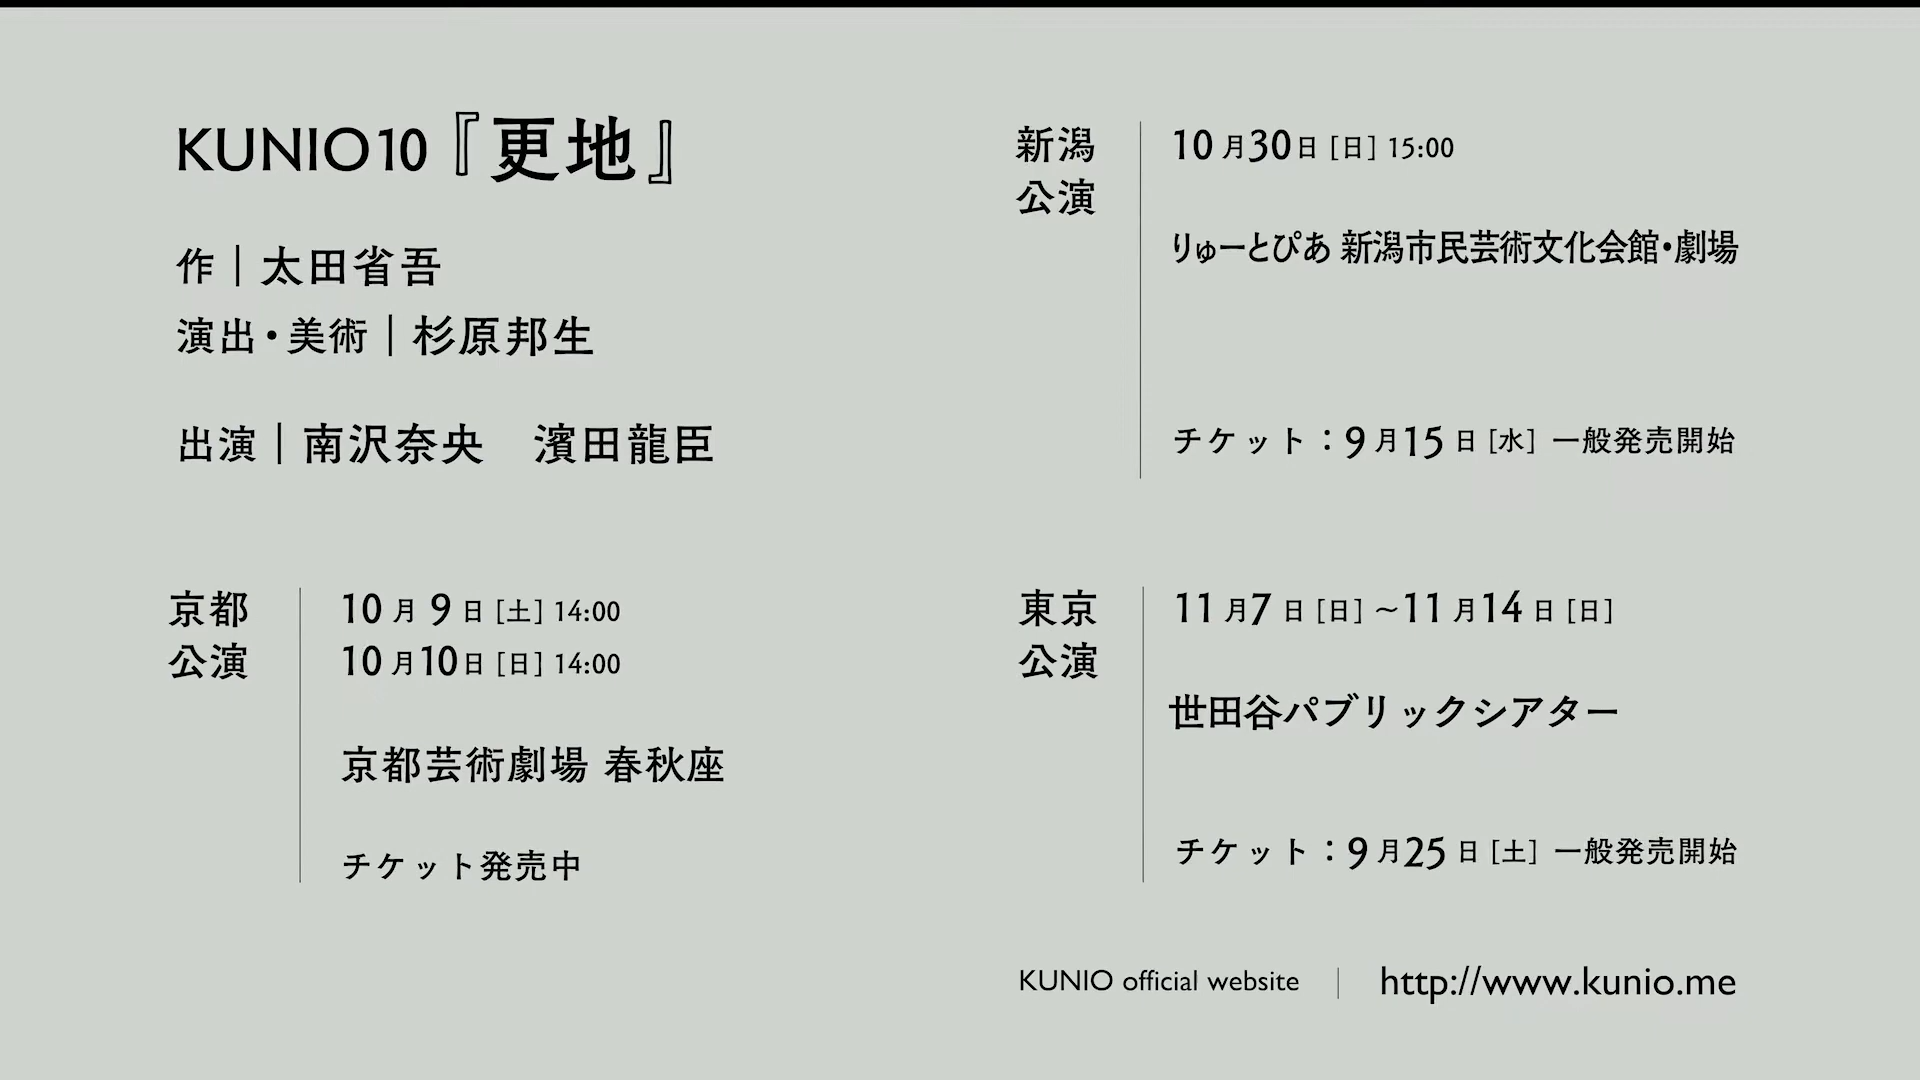 KUNIO10『更地』
作｜太田省吾
演出・美術｜杉原邦生
出演｜南沢奈央　濱田龍臣
京都
公演
10月9日［土］14:00
10月10日［日］14:00
京都芸術劇場 春秋座
チケット発売中
新潟
公演
10月30日［日］15:00
りゅーとぴあ 新潟市民芸術文化会館・劇場
チケット：9月15日［水］一般発売開始
東京
公演
11月7日［日］～11月14日［日］
世田谷パブリックシアター
チケット：9月25日［土］一般発売開始
KUNIO official website｜http://www.kunio.me